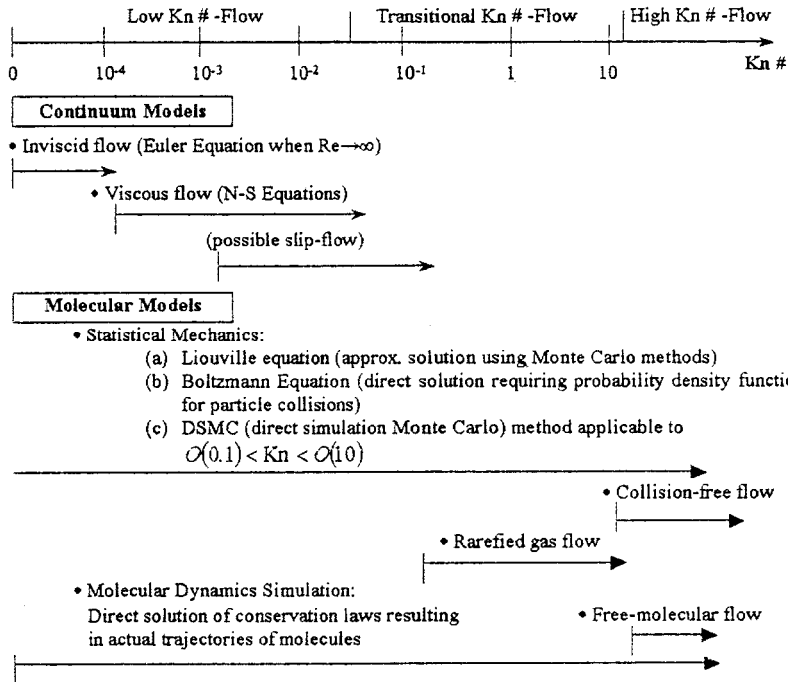 Low Kn # -Flow Transitional Kn # -Flow High Kn # -Flow
0 10⁻⁴ 10⁻³ 10⁻² 10⁻¹ 1 10 Kn #
Continuum Models
• Inviscid flow (Euler Equation when Re→∞)
• Viscous flow (N-S Equations)
(possible slip-flow)
Molecular Models
• Statistical Mechanics:
(a) Liouville equation (approx. solution using Monte Carlo methods)
(b) Boltzmann Equation (direct solution requiring probability density functi
for particle collisions)
(c) DSMC (direct simulation Monte Carlo) method applicable to
O(0.1) < Kn < O(10)
• Collision-free flow
• Rarefied gas flow
• Molecular Dynamics Simulation:
Direct solution of conservation laws resulting
in actual trajectories of molecules
• Free-molecular flow